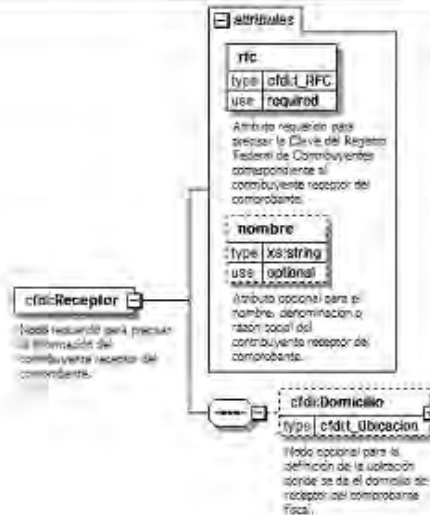 attributes
rfc
type cfdi:t_RFC
use required
Atributo requerido para
precisar la Clave del Registro
Federal de Contribuyentes
correspondiente al
contribuyente receptor del
comprobante.
nombre
type xs:string
use optional
Atributo opcional para el
nombre, denominación o
razón social del
contribuyente receptor del
comprobante.
cfdi:Receptor
Nodo requerido para precisar
la información del
contribuyente receptor del
comprobante.
cfdi:Domicilio
type cfdi:t_Ubicacion
Nodo opcional para la
definición de la ubicación
donde se da el domicilio del
receptor del comprobante
fiscal.